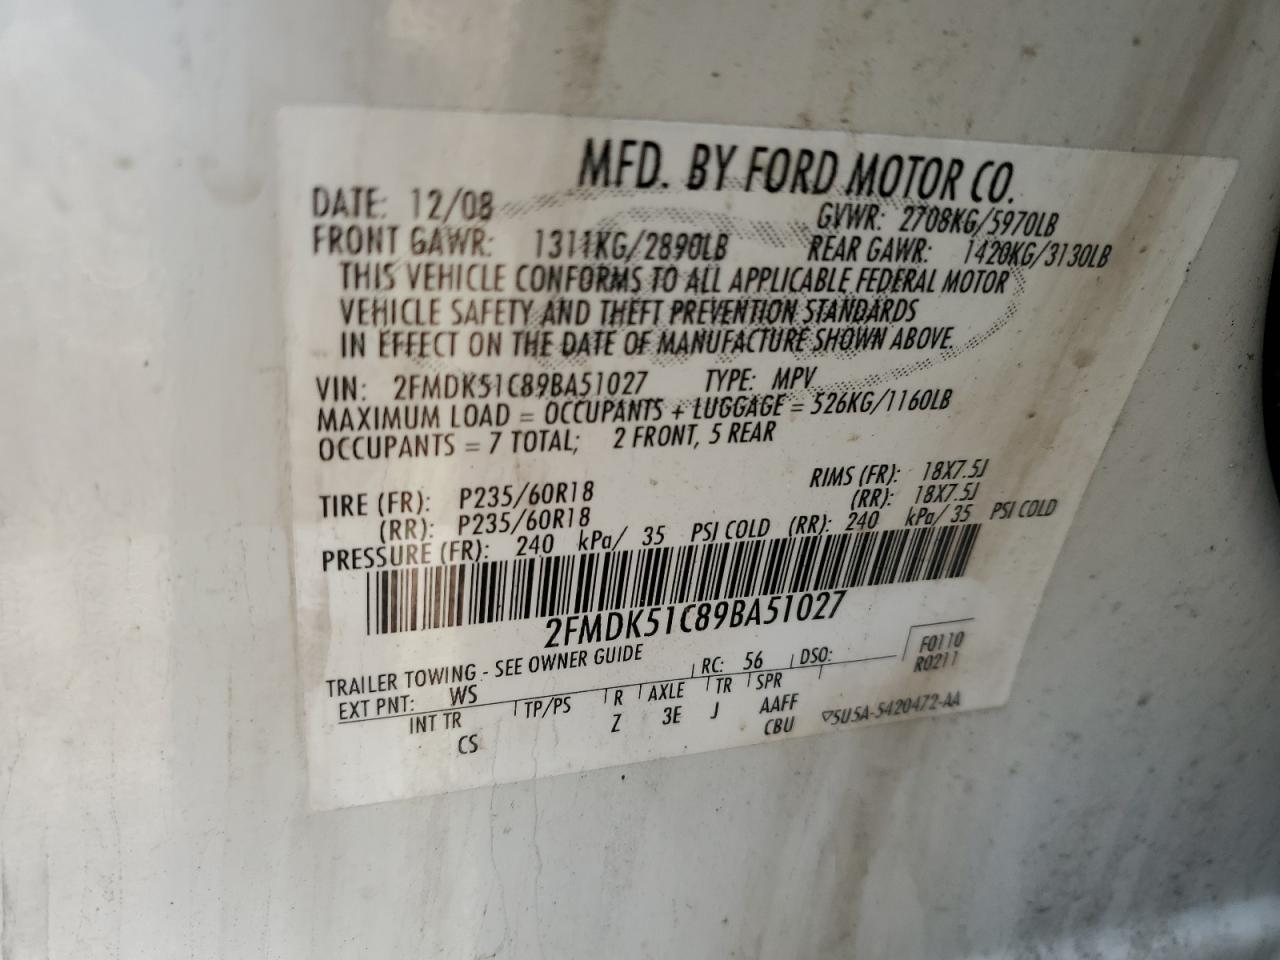 MFD. BY FORD MOTOR CO.
DATE: 12/08 GVWR: 2708KG/5970LB
FRONT GAWR: 1311KG/2890LB REAR GAWR: 1420KG/3130LB
THIS VEHICLE CONFORMS TO ALL APPLICABLE FEDERAL MOTOR
VEHICLE SAFETY AND THEFT PREVENTION STANDARDS
IN EFFECT ON THE DATE OF MANUFACTURE SHOWN ABOVE.
VIN: 2FMDK51C89BA51027 TYPE: MPV
MAXIMUM LOAD = OCCUPANTS + LUGGAGE = 526KG/1160LB
OCCUPANTS = 7 TOTAL; 2 FRONT, 5 REAR
TIRE (FR): P235/60R18 RIMS (FR): 18X7.5J
(RR): P235/60R18 (RR): 18X7.5J
PRESSURE (FR): 240 kPa/ 35 PSI COLD (RR): 240 kPa/ 35 PSI COLD
2FMDK51C89BA51027
TRAILER TOWING - SEE OWNER GUIDE F0110
EXT PNT: WS RC: 56 DSO: R0211
INT TR TP/PS R AXLE TR SPR
CS Z 3E J AAFF
CBU 5U5A-5420472-AA